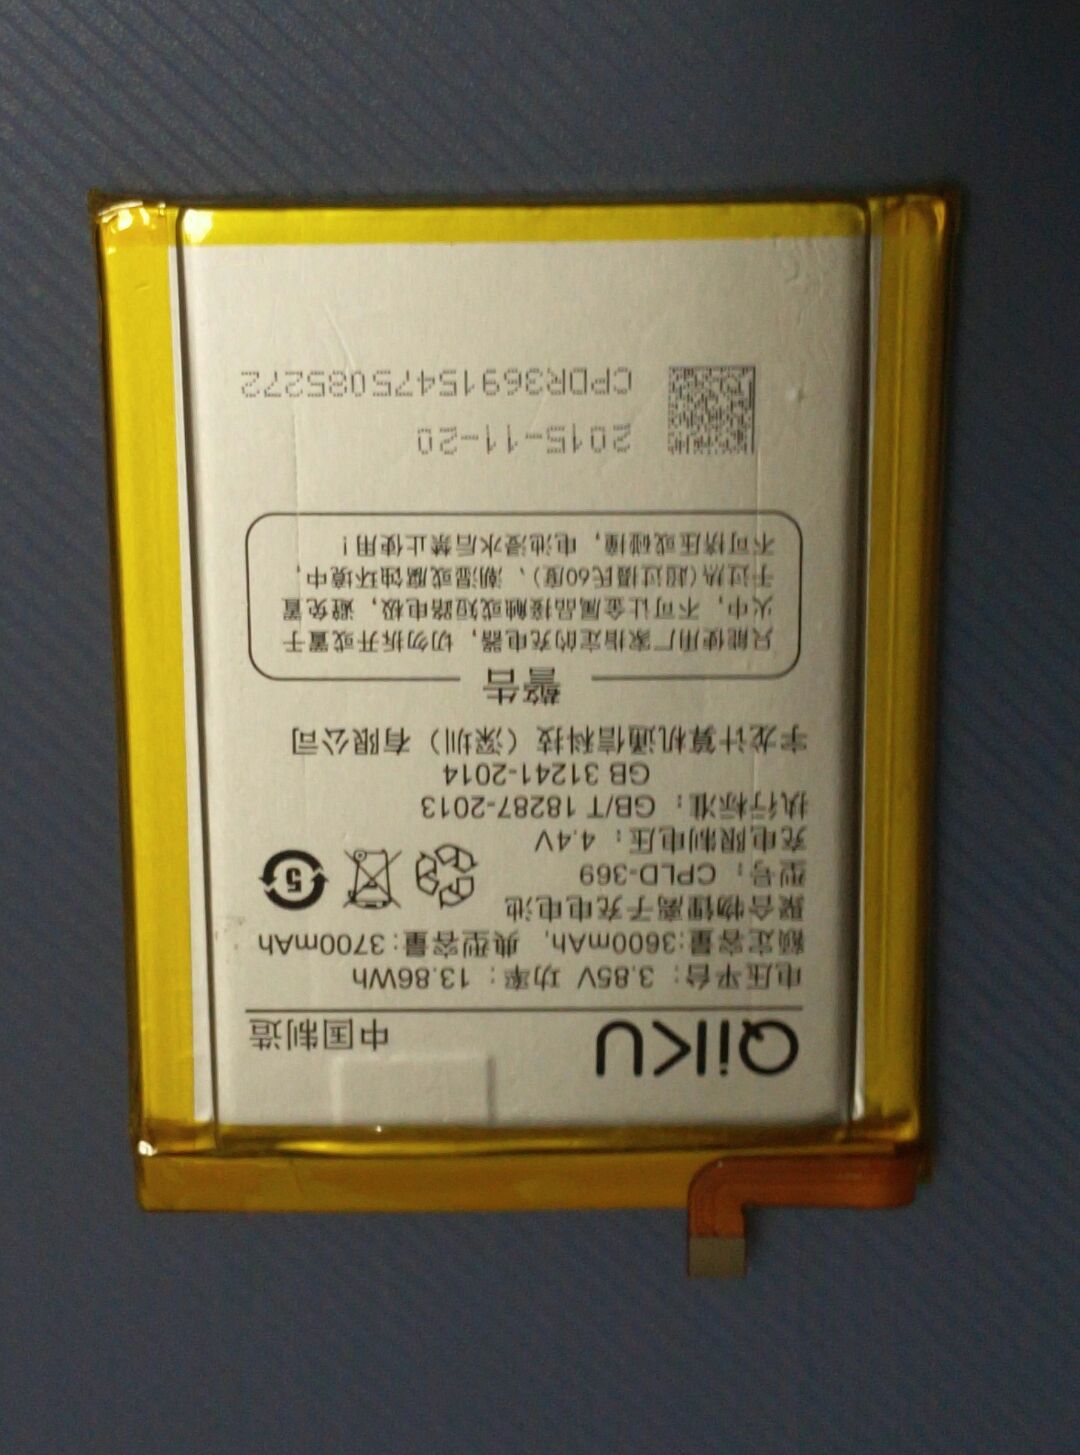 QiKU 中国制造
电压平台：3.85V 功率：13.86Wh
额定容量:3600mAh, 典型容量:3700mAh
聚合物锂离子充电电池
型号：CPLD-369
充电限制电压：4.4V
执行标准：GB/T 18287-2013
GB 31241-2014
宇龙计算机通信科技（深圳）有限公司
5
警告
只能使用厂家指定的充电器，切勿拆开或置于
火中，不可让金属品接触或短路电极，避免置
于过热(超过摄氏60度)、潮湿或腐蚀环境中，
不可挤压或碰撞，电池浸水后禁止使用！
2015-11-20
CPDR369154750​85272